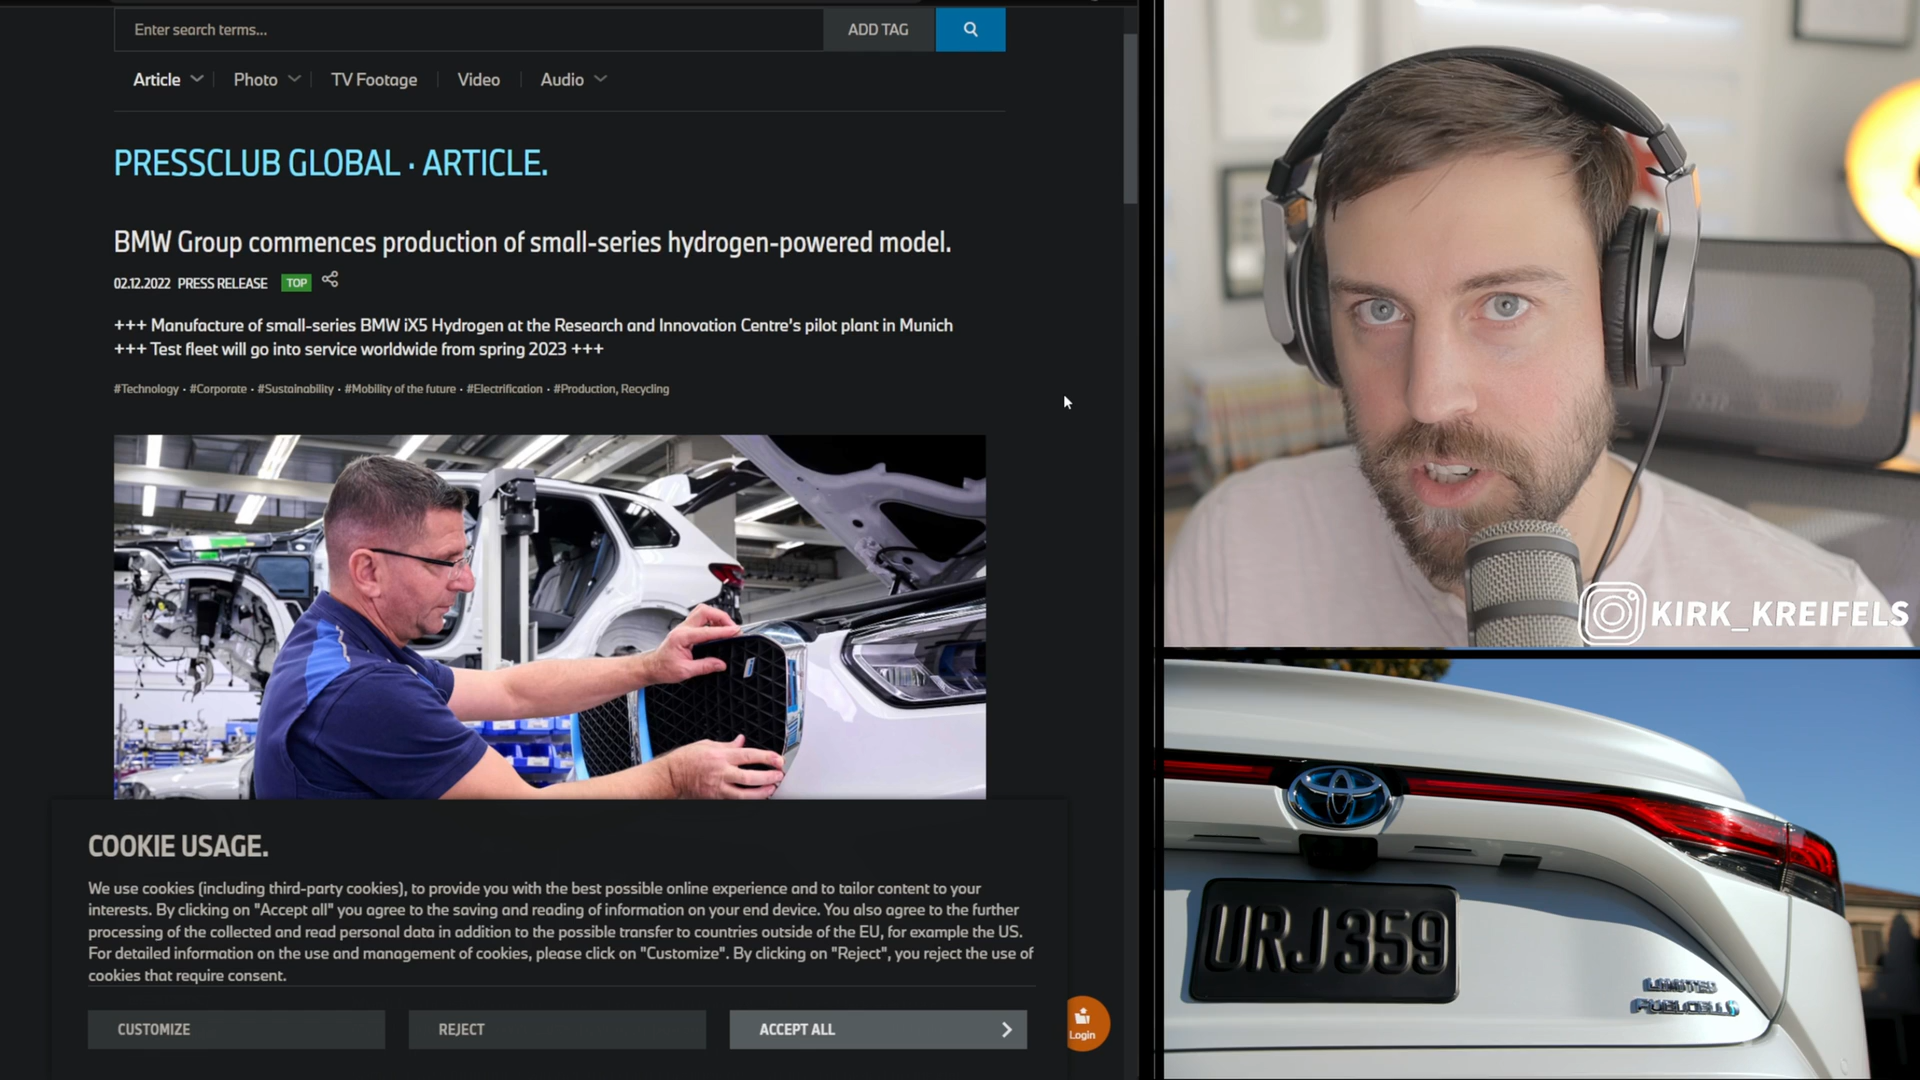 Enter search terms...
ADD TAG
Article
Photo
TV Footage
Video
Audio
PRESSCLUB GLOBAL · ARTICLE.
BMW Group commences production of small-series hydrogen-powered model.
02.12.2022 PRESS RELEASE TOP
+++ Manufacture of small-series BMW iX5 Hydrogen at the Research and Innovation Centre's pilot plant in Munich
+++ Test fleet will go into service worldwide from spring 2023 +++
#Technology · #Corporate · #Sustainability · #Mobility of the future · #Electrification · #Production, Recycling
COOKIE USAGE.
We use cookies (including third-party cookies), to provide you with the best possible online experience and to tailor content to your
interests. By clicking on "Accept all" you agree to the saving and reading of information on your end device. You also agree to the further
processing of the collected and read personal data in addition to the possible transfer to countries outside of the EU, for example the US.
For detailed information on the use and management of cookies, please click on "Customize". By clicking on "Reject", you reject the use of
cookies that require consent.
CUSTOMIZE
REJECT
ACCEPT ALL
Login
KIRK_KREIFELS
URJ359
LIMITED
FUELCELL